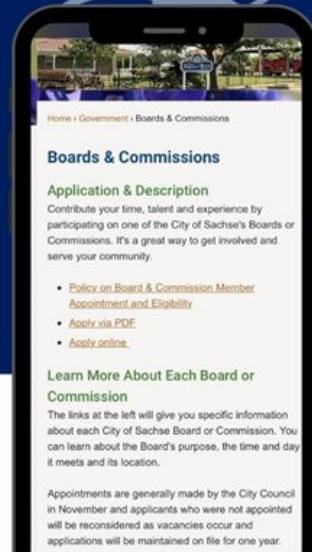 Home › Government › Boards & Commissions
Boards & Commissions
Application & Description
Contribute your time, talent and experience by
participating on one of the City of Sachse's Boards or
Commissions. It's a great way to get involved and
serve your community.
• Policy on Board & Commission Member
Appointment and Eligibility
• Apply via PDF
• Apply online
Learn More About Each Board or
Commission
The links at the left will give you specific information
about each City of Sachse Board or Commission. You
can learn about the Board's purpose, the time and day
it meets and its location.
Appointments are generally made by the City Council
in November and applicants who were not appointed
will be reconsidered as vacancies occur and
applications will be maintained on file for one year.